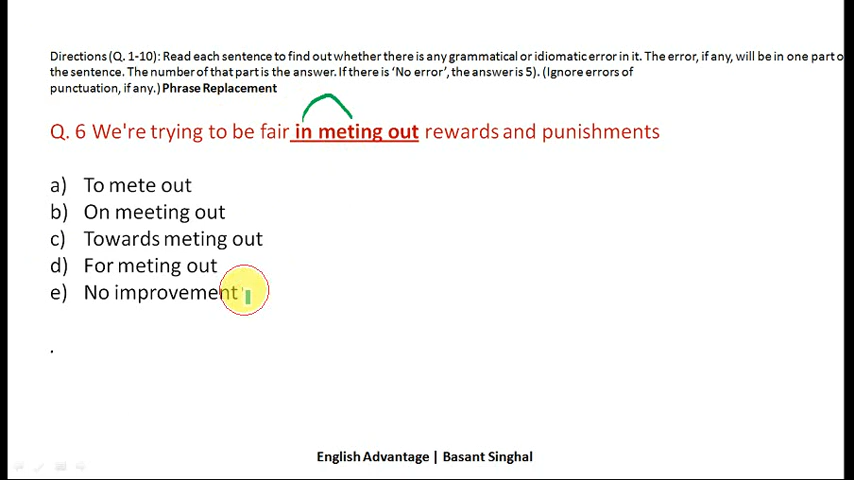 Directions (Q. 1-10): Read each sentence to find out whether there is any grammatical or idiomatic error in it. The error, if any, will be in one part o
the sentence. The number of that part is the answer. If there is ‘No error’, the answer is 5). (Ignore errors of
punctuation, if any.) Phrase Replacement
Q. 6 We're trying to be fair in meting out rewards and punishments
a) To mete out
b) On meeting out
c) Towards meting out
d) For meting out
e) No improvement
.
English Advantage | Basant Singhal